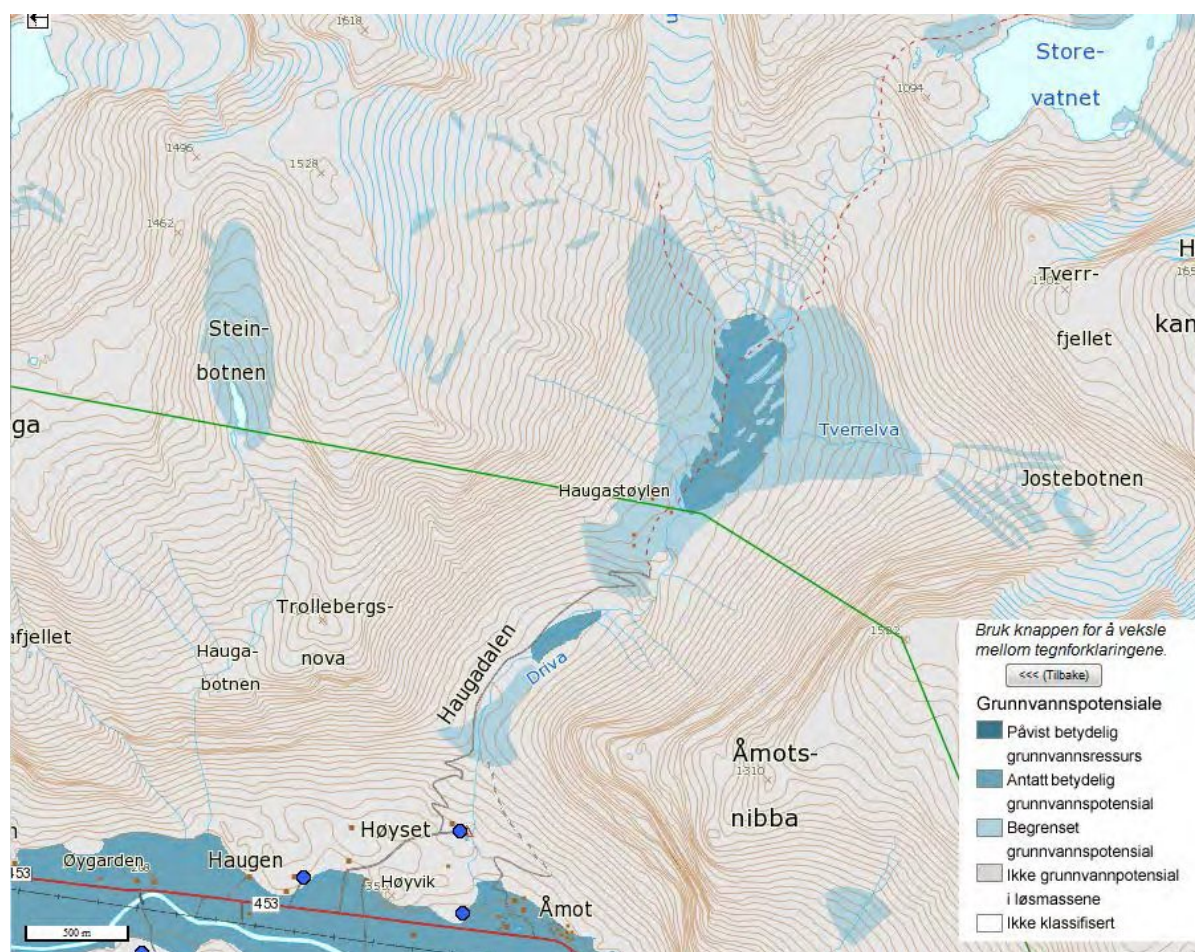 1618
Store-
vatnet
1094
1496
1528
1462
Stein-
botnen
Tverr-
fjellet
kan
ga
Tverrelva
Haugastøylen
Jostebotnen
Trollebergs-
nova
afjellet
Hauga-
botnen
Haugadalen
Driva
Åmots-
1310
nibba
Høyset
Øygarden
Haugen
Høyvik
453
453
Åmot
500 m
Bruk knappen for å veksle
mellom tegnforklaringene.
<<< (Tilbake)
Grunnvannspotensiale
Påvist betydelig
grunnvannsressurs
Antatt betydelig
grunnvannspotensial
Begrenset
grunnvannspotensial
Ikke grunnvannpotensial
i løsmassene
Ikke klassifisert